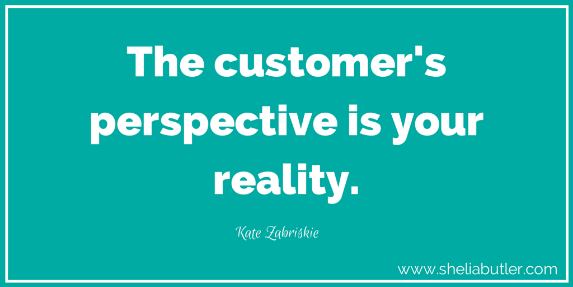 The customer's
perspective is your
reality.
Kate Zabriskie
www.sheliabutler.com